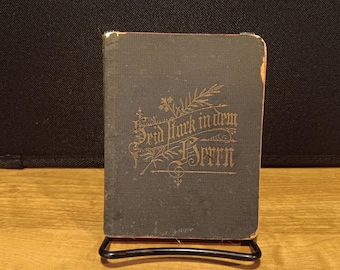 Seid stark in dem
Herrn